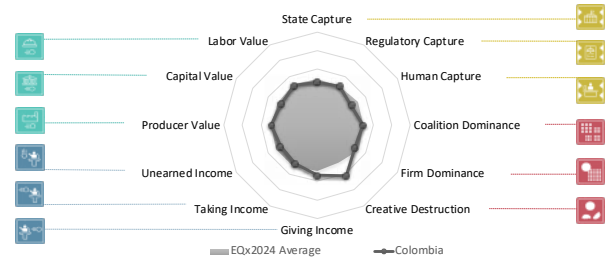 State Capture
Labor Value
Regulatory Capture
Capital Value
Human Capture
Producer Value
Coalition Dominance
Unearned Income
Firm Dominance
Taking Income
Creative Destruction
Giving Income
EQx2024 Average
Colombia